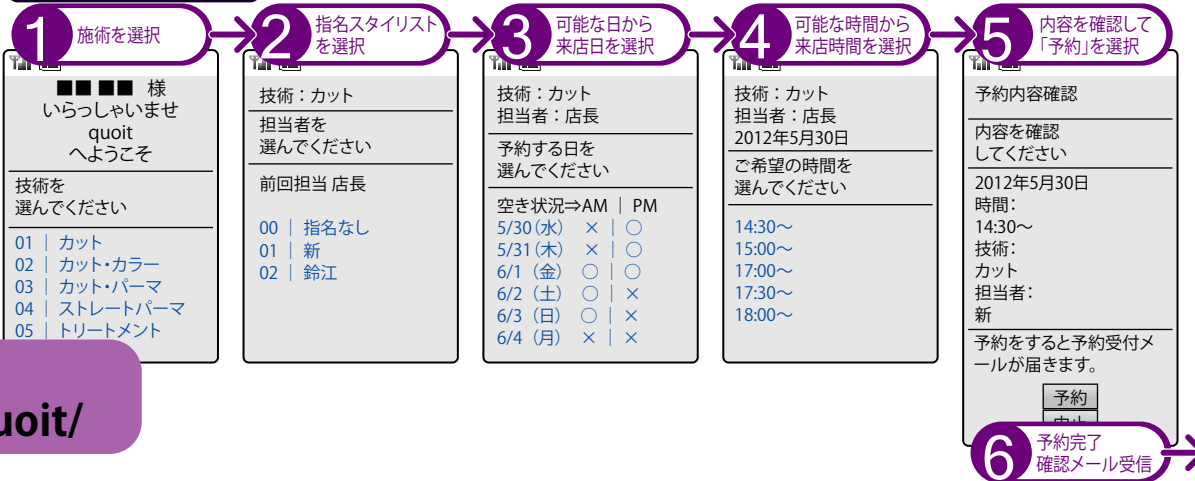 1 施術を選択
■■ ■■ 様
いらっしゃいませ
quoit
へようこそ
技術を
選んでください
01 | カット
02 | カット・カラー
03 | カット・パーマ
04 | ストレートパーマ
05 | トリートメント
uoit/
2 指名スタイリスト
を選択
技術：カット
担当者を
選んでください
前回担当 店長
00 | 指名なし
01 | 新
02 | 鈴江
3 可能な日から
来店日を選択
技術：カット
担当者：店長
予約する日を
選んでください
空き状況⇒AM | PM
5/30(水) × | ○
5/31(木) × | ○
6/1 (金) ○ | ○
6/2 (土) ○ | ×
6/3 (日) ○ | ×
6/4 (月) × | ×
4 可能な時間から
来店時間を選択
技術：カット
担当者：店長
2012年5月30日
ご希望の時間を
選んでください
14:30〜
15:00〜
17:00〜
17:30〜
18:00〜
5 内容を確認して
「予約」を選択
予約内容確認
内容を確認
してください
2012年5月30日
時間：
14:30〜
技術：
カット
担当者：
新
予約をすると予約受付メ
ールが届きます。
予約
6 予約完了
確認メール受信